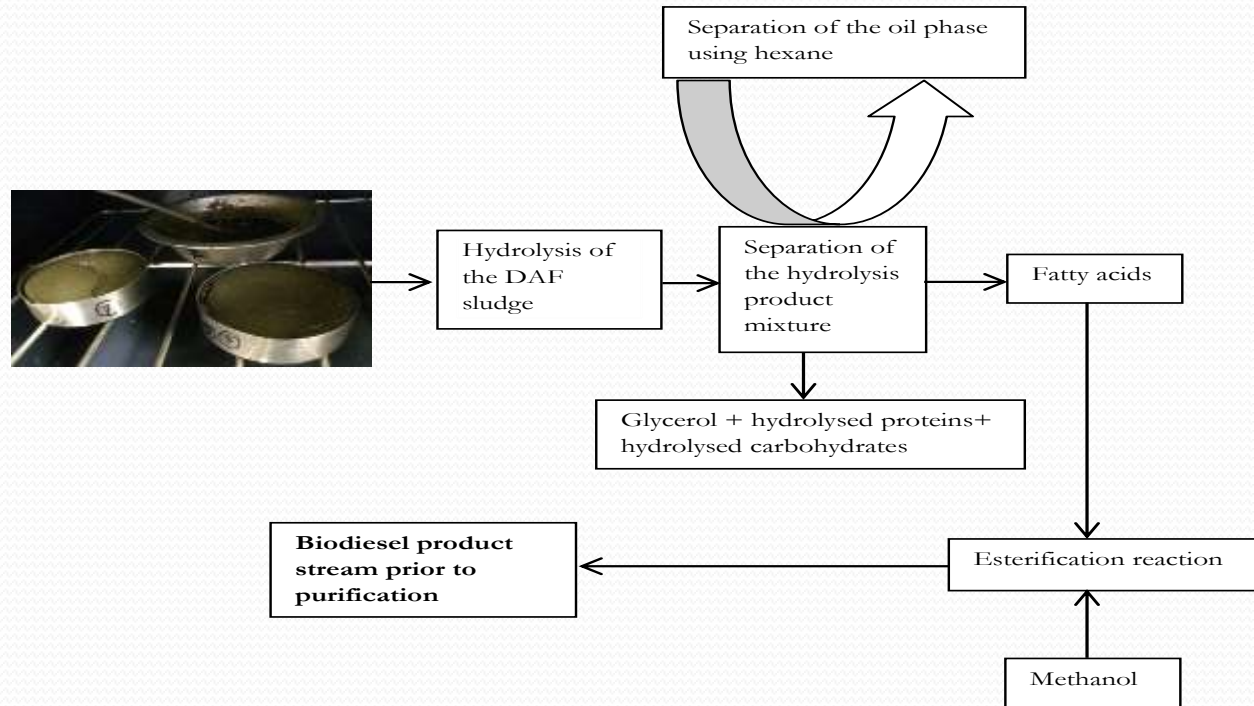 Separation of the oil phase
using hexane
Hydrolysis of
the DAF
sludge
Separation of
the hydrolysis
product
mixture
Fatty acids
Glycerol + hydrolysed proteins+
hydrolysed carbohydrates
Biodiesel product
stream prior to
purification
Esterification reaction
Methanol